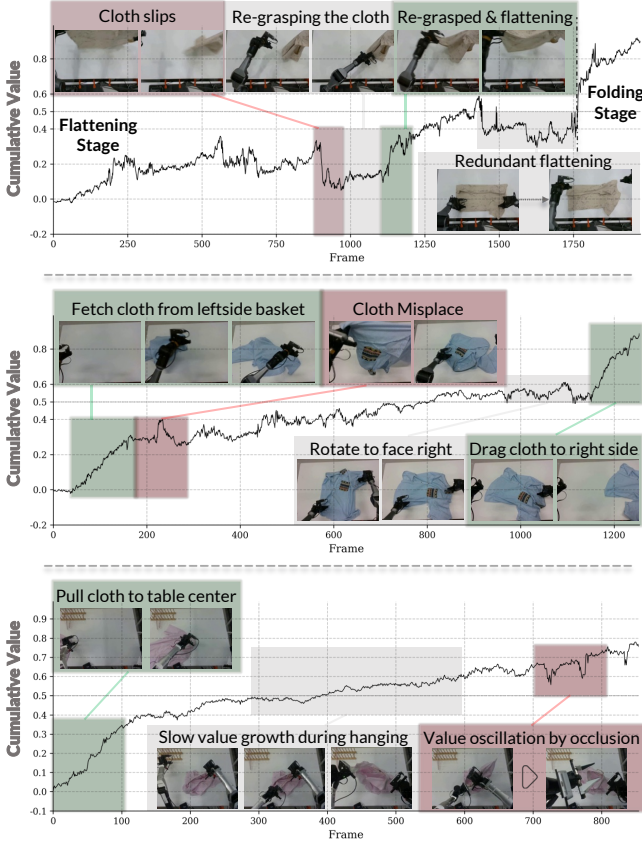 Cloth slips
Re-grasping the cloth
Re-grasped & flattening
Cumulative Value
0.8
0.6
0.5
0.4
0.2
0.0
-0.2
Flattening
Stage
Folding
Stage
Redundant flattening
0
250
500
750
1000
1250
1500
1750
Frame
Fetch cloth from leftside basket
Cloth Misplace
Cumulative Value
0.8
0.6
0.5
0.4
0.2
0.0
-0.2
Rotate to face right
Drag cloth to right side
0
200
400
600
800
1000
1200
Frame
Pull cloth to table center
Cumulative Value
0.9
0.8
0.7
0.6
0.5
0.4
0.3
0.2
0.1
0.0
-0.1
Slow value growth during hanging
Value oscillation by occlusion
0
100
200
300
400
500
600
700
800
Frame